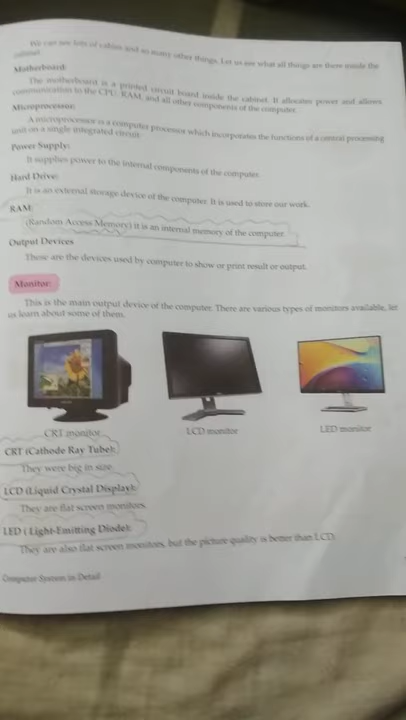 We can see lots of cables and so many other things. Let us see what all things are there inside the
cabinet.
Motherboard:
The motherboard is a printed circuit board inside the cabinet. It allocates power and allows
communication to the CPU, RAM, and all other components of the computer.
Microprocessor:
A microprocessor is a computer processor which incorporates the functions of a central processing
unit on a single integrated circuit.
Power Supply:
It supplies power to the internal components of the computer.
Hard Drive:
It is an external storage device of the computer. It is used to store our work.
RAM:
(Random Access Memory) it is an internal memory of the computer.
Output Devices
These are the devices used by computer to show or print result or output.
Monitor:
This is the main output device of the computer. There are various types of monitors available, let
us learn about some of them.
CRT monitor
LCD monitor
LED monitor
CRT (Cathode Ray Tube):
They were big in size.
LCD (Liquid Crystal Display):
They are flat screen monitors.
LED ( Light-Emitting Diode):
They are also flat screen monitors, but the picture quality is better than LCD.
Computer System in Detail